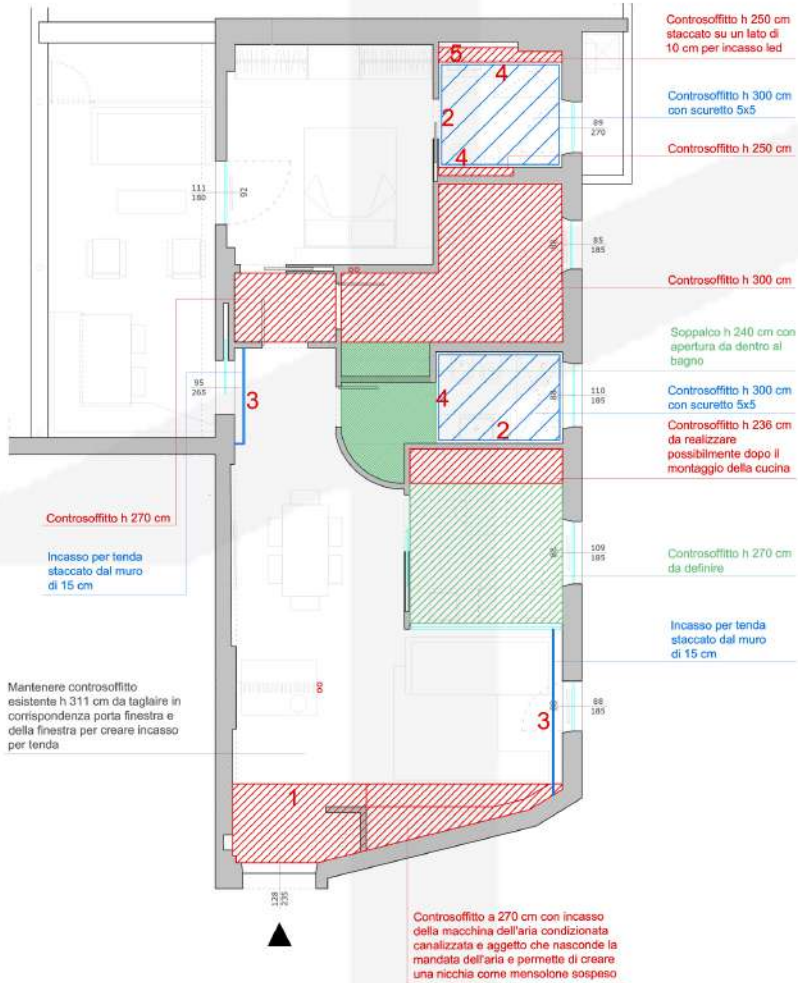 Controsoffitto h 250 cm
staccato su un lato di
10 cm per incasso led
5
4
Controsoffitto h 300 cm
con scuretto 5x5
2
89
270
4
Controsoffitto h 250 cm
111
180
92
85
185
Controsoffitto h 300 cm
Soppalco h 240 cm con
apertura da dentro al
bagno
95
265
3
4
88
110
185
Controsoffitto h 300 cm
con scuretto 5x5
2
Controsoffitto h 236 cm
da realizzare
possibilmente dopo il
montaggio della cucina
Controsoffitto h 270 cm
Incasso per tenda
staccato dal muro
di 15 cm
109
185
Controsoffitto h 270 cm
da definire
Incasso per tenda
staccato dal muro
di 15 cm
Mantenere controsoffitto
esistente h 311 cm da taglaire in
corrispondenza porta finestra e
della finestra per creare incasso
per tenda
3
88
185
1
128
235
Controsoffitto a 270 cm con incasso
della macchina dell'aria condizionata
canalizzata e aggetto che nasconde la
mandata dell'aria e permette di creare
una nicchia come mensolone sospeso